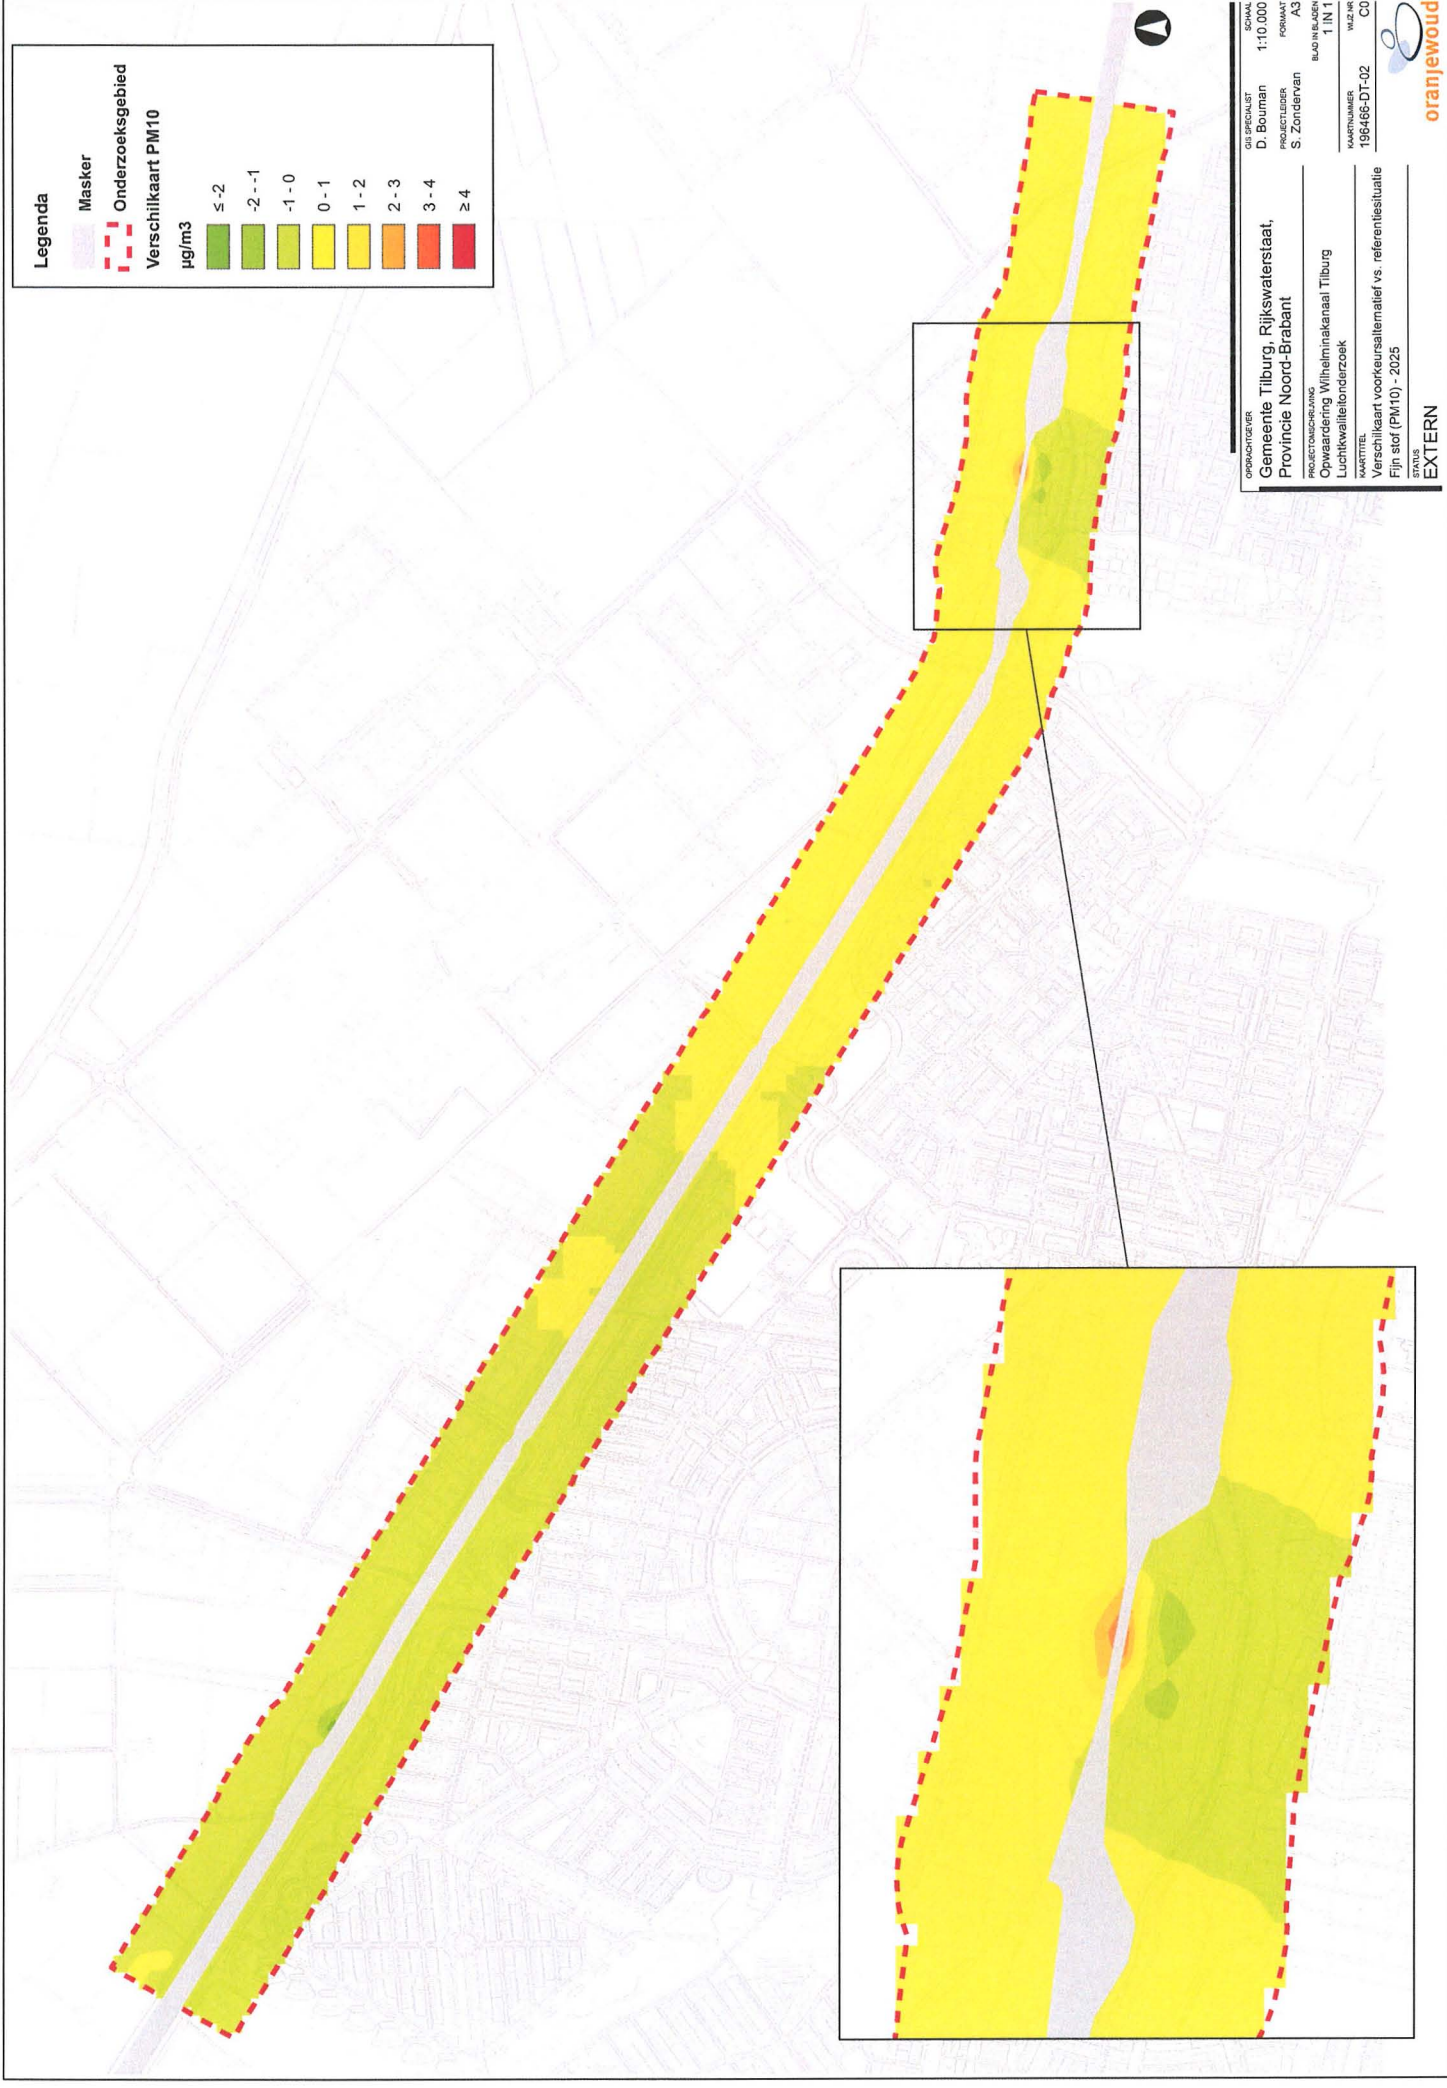 Legenda
Masker
Onderzoeksgebied
Verschilkaart PM10
µg/m3
≤ -2
-2 - -1
-1 - 0
0 - 1
1 - 2
2 - 3
3 - 4
≥ 4
OPDRACHTGEVER
Gemeente Tilburg, Rijkswaterstaat,
Provincie Noord-Brabant
PROJECTOMSCHRIJVING
Opwaardering Wilhelminakanaal Tilburg
Luchtkwaliteitonderzoek
KAARTTITEL
Verschilkaart voorkeursalternatief vs. referentiesituatie
Fijn stof (PM10) - 2025
STATUS
EXTERN
GIS SPECIALIST
D. Bouman
PROJECTLEIDER
S. Zondervan
KAARTNUMMER
196466-DT-02
SCHAAL
1:10.000
FORMAAT
A3
BLAD IN BLADEN
1 IN 1
WIJZ.NR
C0
oranjewoud